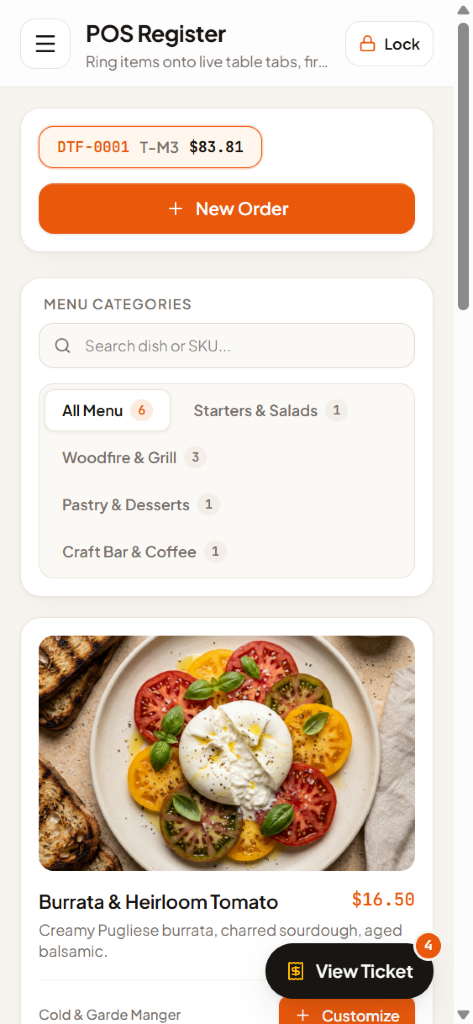 POS Register
Ring items onto live table tabs, fir...
Lock
DTF-0001 T-M3 $83.81
+ New Order
MENU CATEGORIES
Search dish or SKU...
All Menu 6
Starters & Salads 1
Woodfire & Grill 3
Pastry & Desserts 1
Craft Bar & Coffee 1
Burrata & Heirloom Tomato $16.50
Creamy Pugliese burrata, charred sourdough, aged
balsamic.
4
View Ticket
Cold & Garde Manger
+ Customize